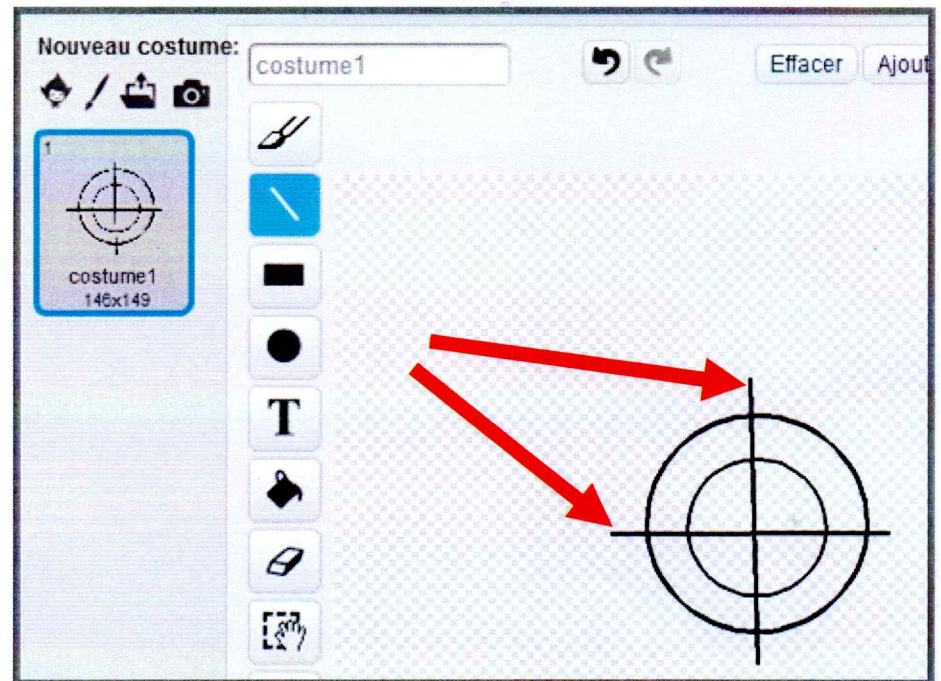 Nouveau costume:
costume1
Effacer
Ajout
1
costume1
146x149
T